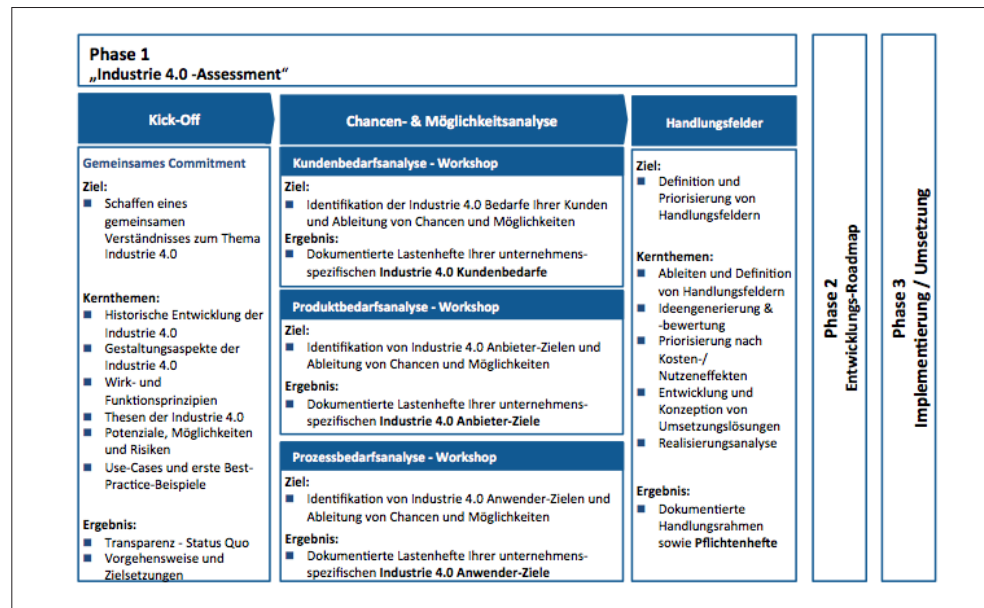 Phase 1
„Industrie 4.0 -Assessment“
Kick-Off
Gemeinsames Commitment
Ziel:
Schaffen eines
gemeinsamen
Verständnisses zum Thema
Industrie 4.0
Kernthemen:
Historische Entwicklung der
Industrie 4.0
Gestaltungsaspekte der
Industrie 4.0
Wirk- und
Funktionsprinzipien
Thesen der Industrie 4.0
Potenziale, Möglichkeiten
und Risiken
Use-Cases und erste Best-
Practice-Beispiele
Ergebnis:
Transparenz - Status Quo
Vorgehensweise und
Zielsetzungen
Chancen- & Möglichkeitsanalyse
Kundenbedarfsanalyse - Workshop
Ziel:
Identifikation der Industrie 4.0 Bedarfe Ihrer Kunden
und Ableitung von Chancen und Möglichkeiten
Ergebnis:
Dokumentierte Lastenhefte Ihrer unternehmens-
spezifischen Industrie 4.0 Kundenbedarfe
Produktbedarfsanalyse - Workshop
Ziel:
Identifikation von Industrie 4.0 Anbieter-Zielen und
Ableitung von Chancen und Möglichkeiten
Ergebnis:
Dokumentierte Lastenhefte Ihrer unternehmens-
spezifischen Industrie 4.0 Anbieter-Ziele
Prozessbedarfsanalyse - Workshop
Ziel:
Identifikation von Industrie 4.0 Anwender-Zielen und
Ableitung von Chancen und Möglichkeiten
Ergebnis:
Dokumentierte Lastenhefte Ihrer unternehmens-
spezifischen Industrie 4.0 Anwender-Ziele
Handlungsfelder
Ziel:
Definition und
Priorisierung von
Handlungsfeldern
Kernthemen:
Ableiten und Definition
von Handlungsfeldern
Ideengenerierung &
-bewertung
Priorisierung nach
Kosten-/
Nutzeneffekten
Entwicklung und
Konzeption von
Umsetzungslösungen
Realisierungsanalyse
Ergebnis:
Dokumentierte
Handlungsrahmen
sowie Pflichtenhefte
Phase 2
Entwicklungs-Roadmap
Phase 3
Implementierung / Umsetzung